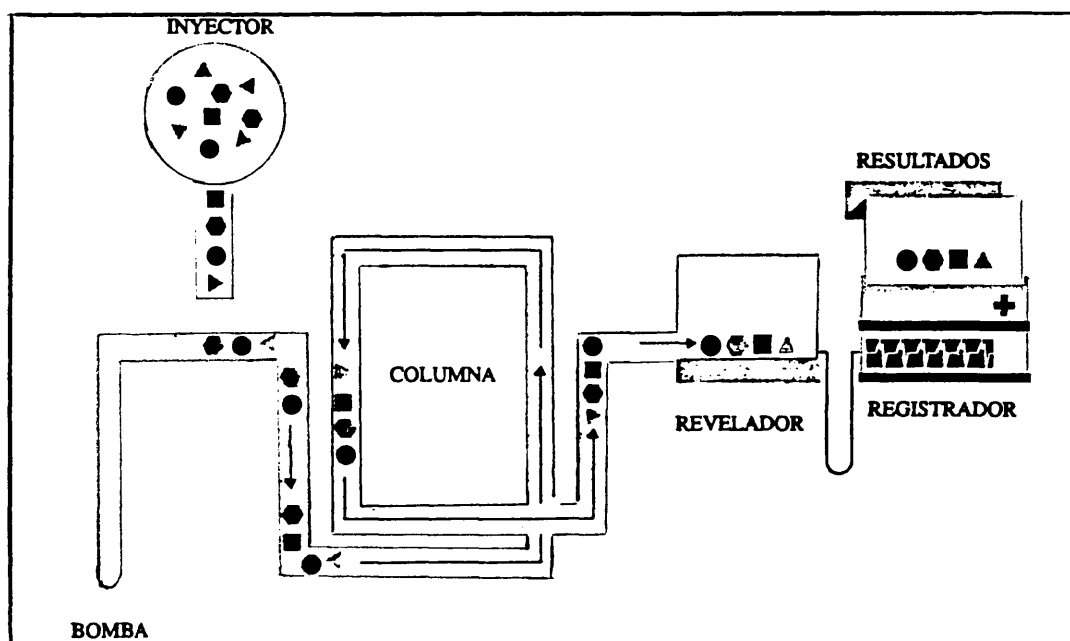 INYECTOR
RESULTADOS
COLUMNA
REVELADOR
REGISTRADOR
BOMBA